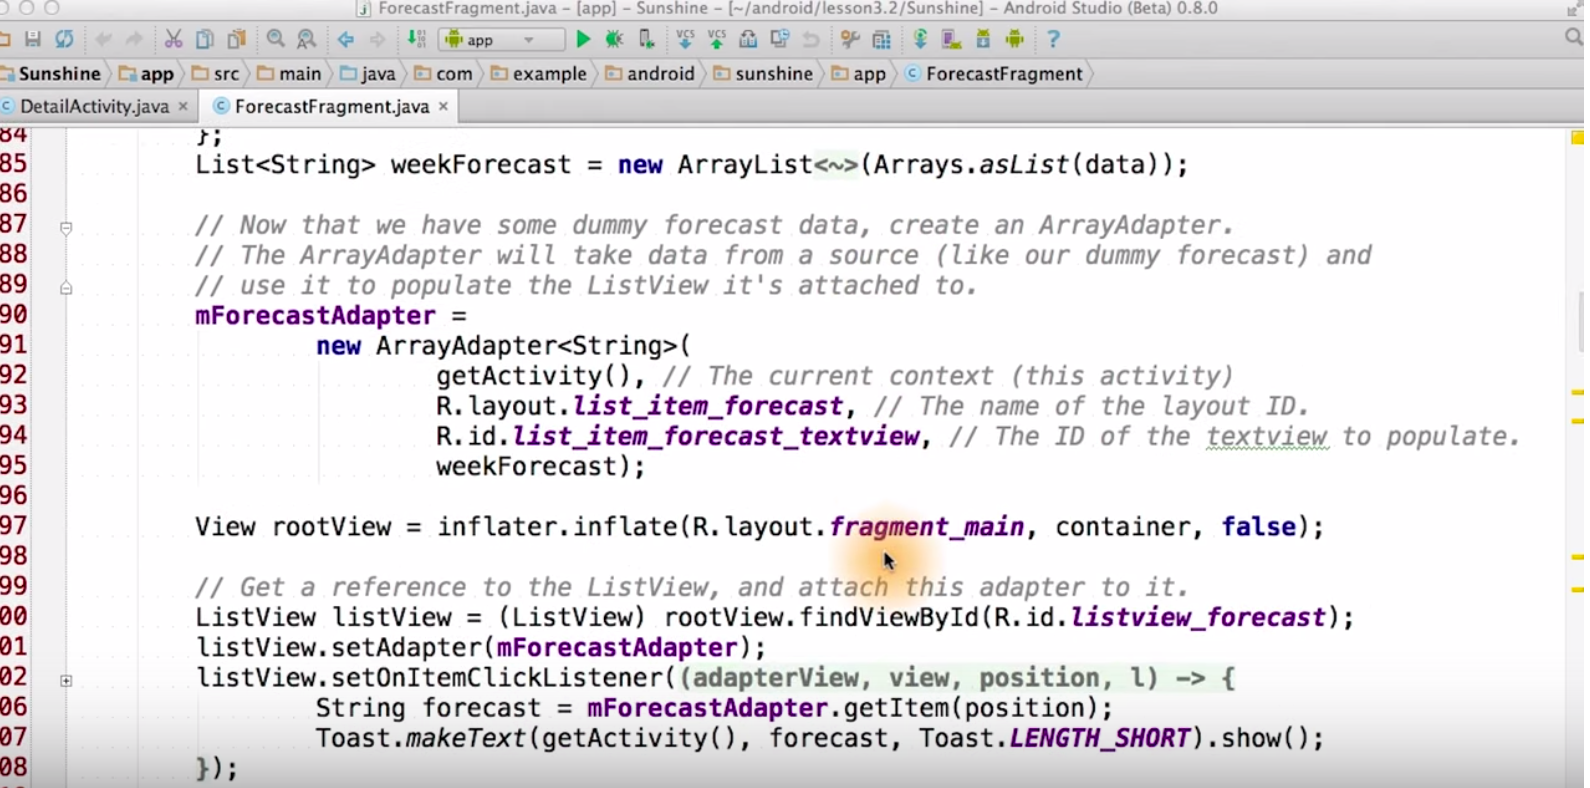 ForecastFragment.java – [app] – Sunshine – [~/android/lesson3.2/Sunshine] – Android Studio (Beta) 0.8.0
app VCS VCS ?
Sunshine app src main java com example android sunshine app ForecastFragment
DetailActivity.java × ForecastFragment.java ×
84 };
85 List<String> weekForecast = new ArrayList<~>(Arrays.asList(data));
86
87 // Now that we have some dummy forecast data, create an ArrayAdapter.
88 // The ArrayAdapter will take data from a source (like our dummy forecast) and
89 // use it to populate the ListView it's attached to.
90 mForecastAdapter =
91 new ArrayAdapter<String>(
92 getActivity(), // The current context (this activity)
93 R.layout.list_item_forecast, // The name of the layout ID.
94 R.id.list_item_forecast_textview, // The ID of the textview to populate.
95 weekForecast);
96
97 View rootView = inflater.inflate(R.layout.fragment_main, container, false);
98
99 // Get a reference to the ListView, and attach this adapter to it.
00 ListView listView = (ListView) rootView.findViewById(R.id.listview_forecast);
01 listView.setAdapter(mForecastAdapter);
02 listView.setOnItemClickListener((adapterView, view, position, l) -> {
06 String forecast = mForecastAdapter.getItem(position);
07 Toast.makeText(getActivity(), forecast, Toast.LENGTH_SHORT).show();
08 });